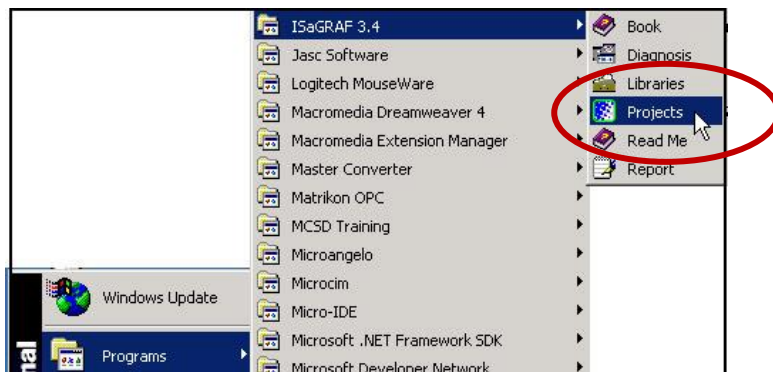 ISaGRAF 3.4
Jasc Software
Logitech MouseWare
Macromedia Dreamweaver 4
Macromedia Extension Manager
Master Converter
Matrikon OPC
MCSD Training
Microangelo
Microcim
Micro-IDE
Microsoft .NET Framework SDK
Microsoft Developer Network
Book
Diagnosis
Libraries
Projects
Read Me
Report
Windows Update
Programs
nal